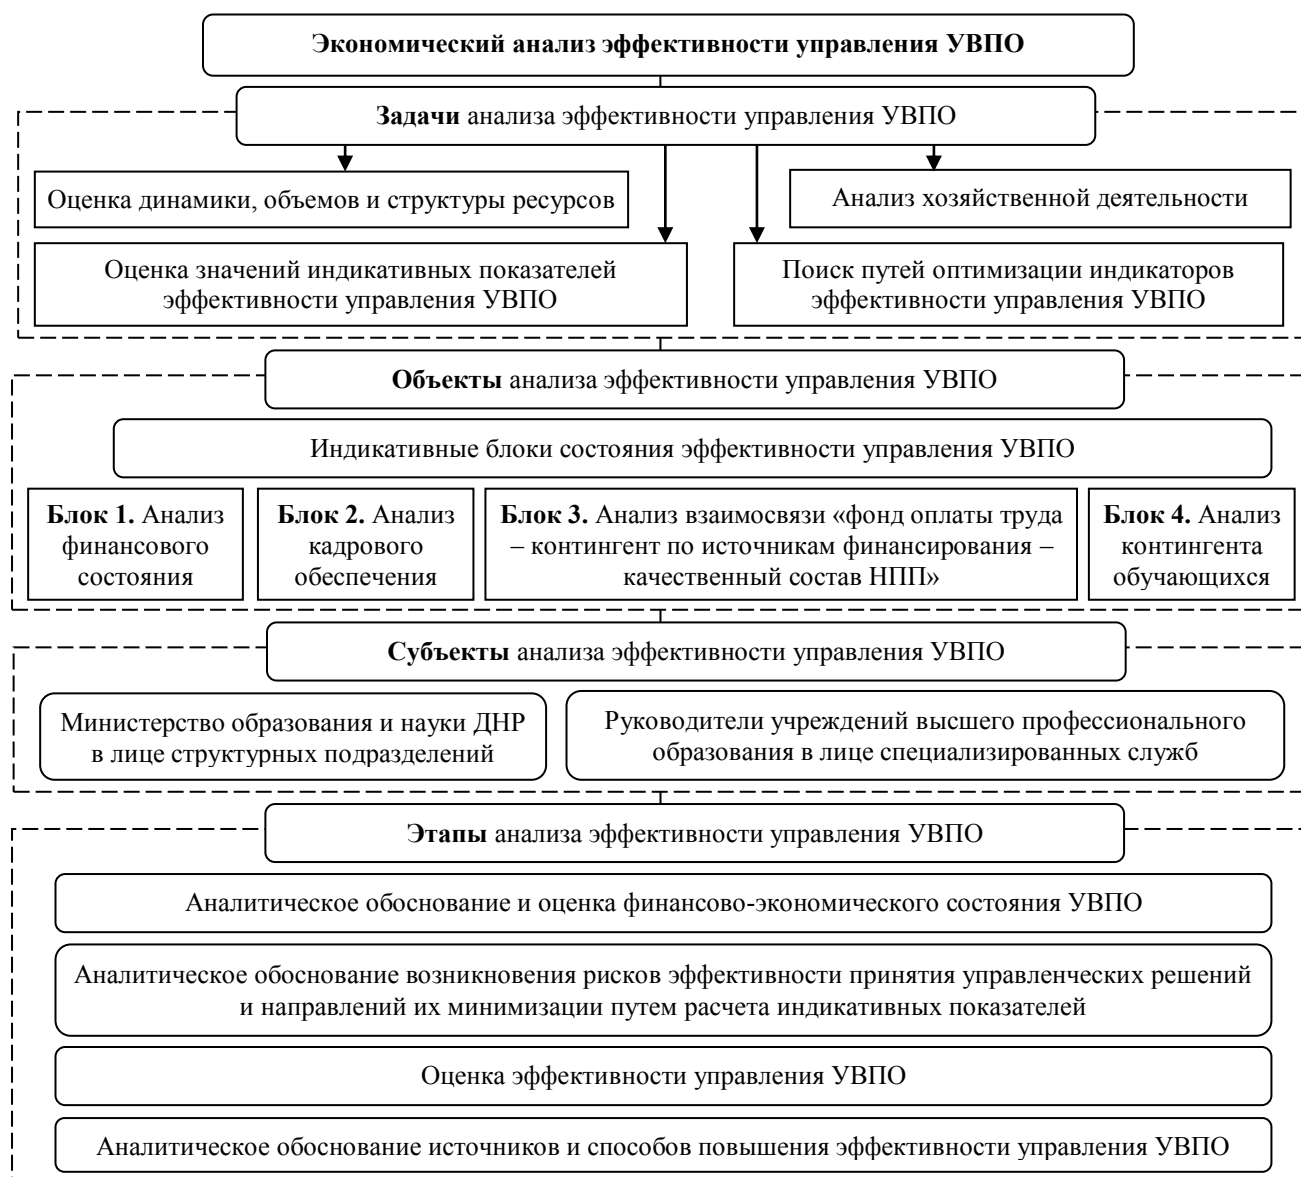 Экономический анализ эффективности управления УВПО
Задачи анализа эффективности управления УВПО
Оценка динамики, объемов и структуры ресурсов
Анализ хозяйственной деятельности
Оценка значений индикативных показателей
эффективности управления УВПО
Поиск путей оптимизации индикаторов
эффективности управления УВПО
Объекты анализа эффективности управления УВПО
Индикативные блоки состояния эффективности управления УВПО
Блок 1. Анализ
финансового
состояния
Блок 2. Анализ
кадрового
обеспечения
Блок 3. Анализ взаимосвязи «фонд оплаты труда
– контингент по источникам финансирования –
качественный состав НПП»
Блок 4. Анализ
контингента
обучающихся
Субъекты анализа эффективности управления УВПО
Министерство образования и науки ДНР
в лице структурных подразделений
Руководители учреждений высшего профессионального
образования в лице специализированных служб
Этапы анализа эффективности управления УВПО
Аналитическое обоснование и оценка финансово-экономического состояния УВПО
Аналитическое обоснование возникновения рисков эффективности принятия управленческих решений
и направлений их минимизации путем расчета индикативных показателей
Оценка эффективности управления УВПО
Аналитическое обоснование источников и способов повышения эффективности управления УВПО